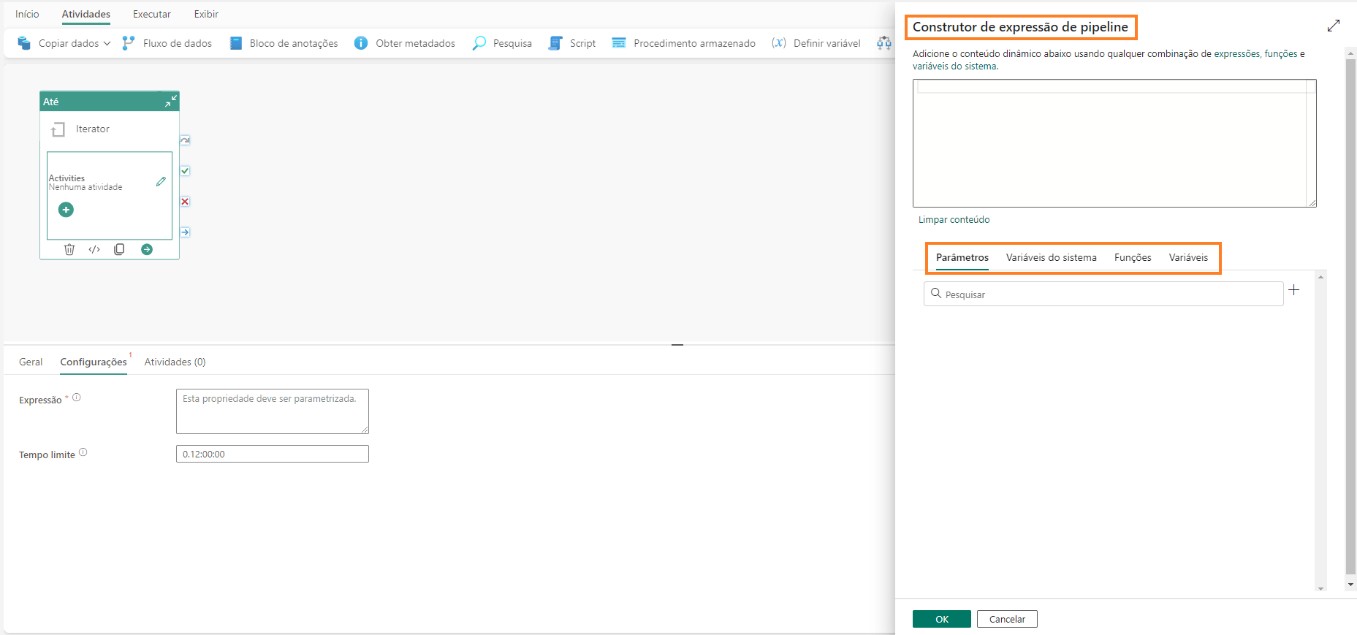 Início Atividades Executar Exibir
Copiar dados Fluxo de dados Bloco de anotações Obter metadados Pesquisa Script Procedimento armazenado (X) Definir variável
Até
Iterator
Activities
Nenhuma atividade
Geral Configurações 1 Atividades (0)
Expressão * Esta propriedade deve ser parametrizada.
Tempo limite 0.12:00:00
Construtor de expressão de pipeline
Adicione o conteúdo dinâmico abaixo usando qualquer combinação de expressões, funções e
variáveis do sistema.
Limpar conteúdo
Parâmetros Variáveis do sistema Funções Variáveis
Pesquisar
OK Cancelar